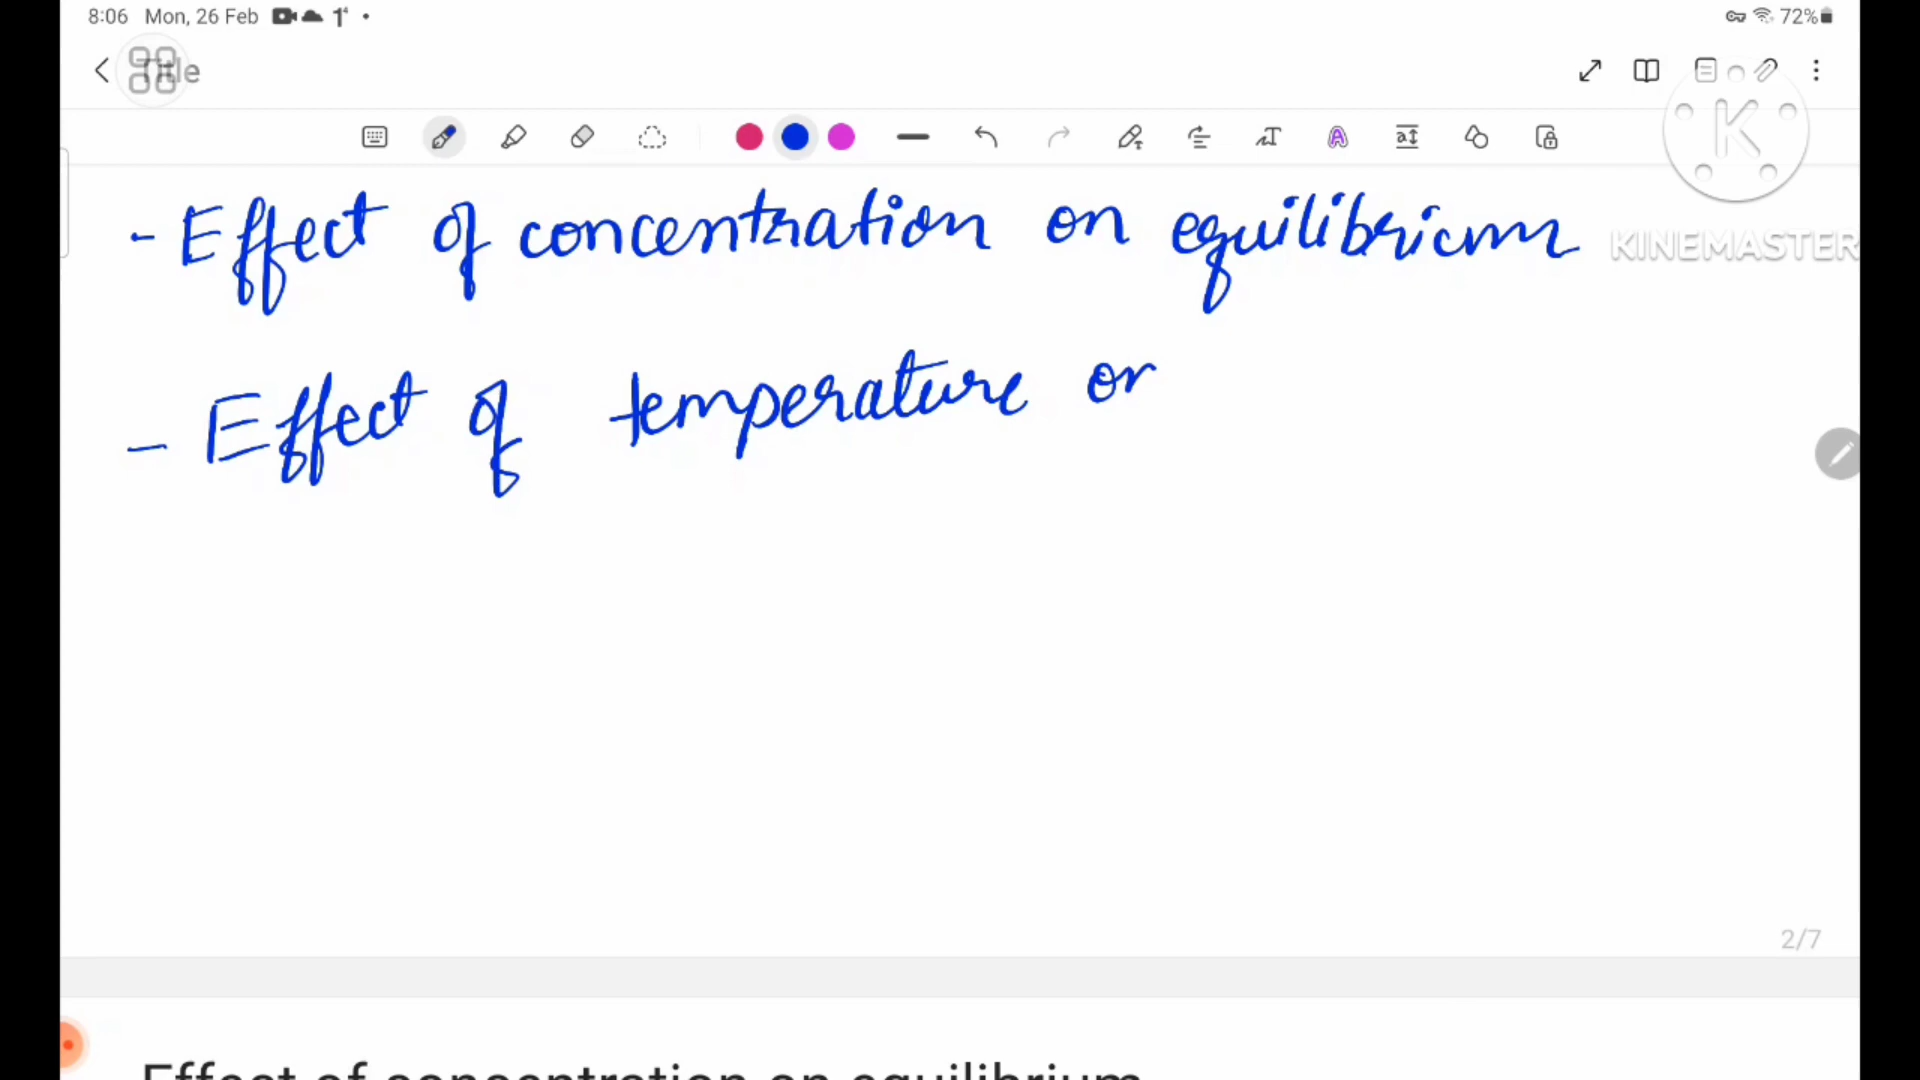 8:06 Mon, 26 Feb
72%
Title
K
KINEMASTER
- Effect of concentration on equilibrium
- Effect of temperature on
2/7
Effect of concentration on equilibrium